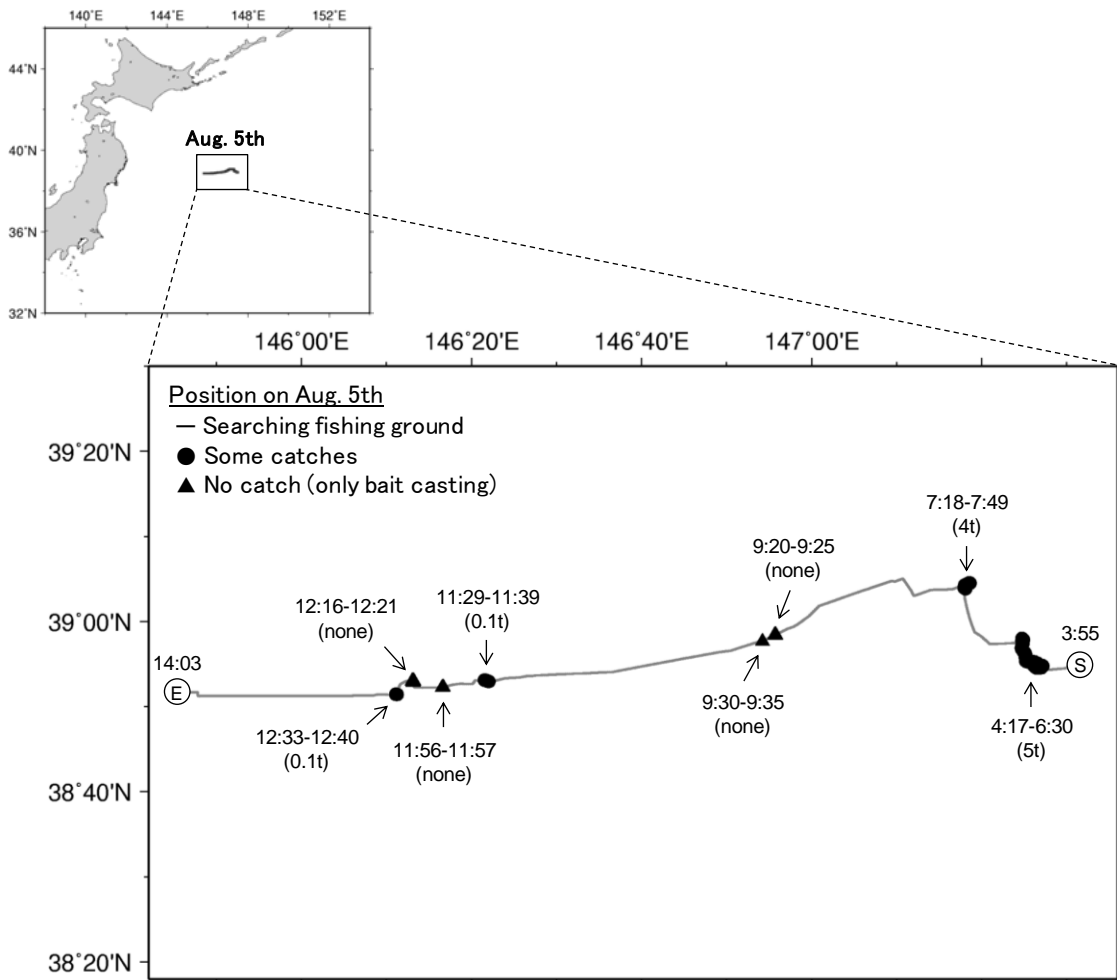 140°E 144°E 148°E 152°E
44°N
40°N
36°N
32°N
Aug. 5th
146°00'E 146°20'E 146°40'E 147°00'E
39°20'N
39°00'N
38°40'N
38°20'N
Position on Aug. 5th
Searching fishing ground
Some catches
No catch (only bait casting)
7:18-7:49
(4t)
9:20-9:25
(none)
12:16-12:21
(none)
11:29-11:39
(0.1t)
14:03
E
3:55
S
12:33-12:40
(0.1t)
11:56-11:57
(none)
9:30-9:35
(none)
4:17-6:30
(5t)